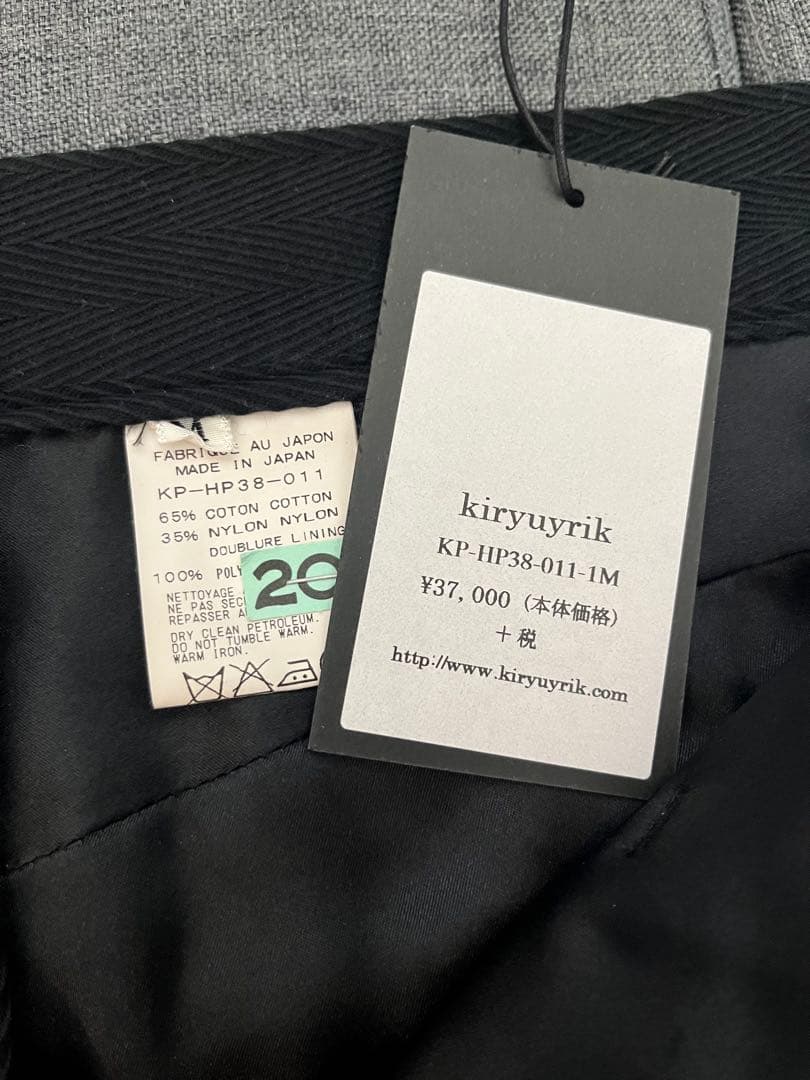 FABRIQUE AU JAPON
MADE IN JAPAN
KP-HP38-011
65% COTON COTTON
35% NYLON NYLON
DOUBLURE LINING
100%
20
NETTOYAGE
NE PAS
REPASSER
DRY CLEAN PETROLEUM.
DO NOT TUMBLE WARM.
WARM IRON.
kiryuyrik
KP-HP38-011-1M
¥37,000 (本体価格)
+税
http://www.kiryuyrik.com